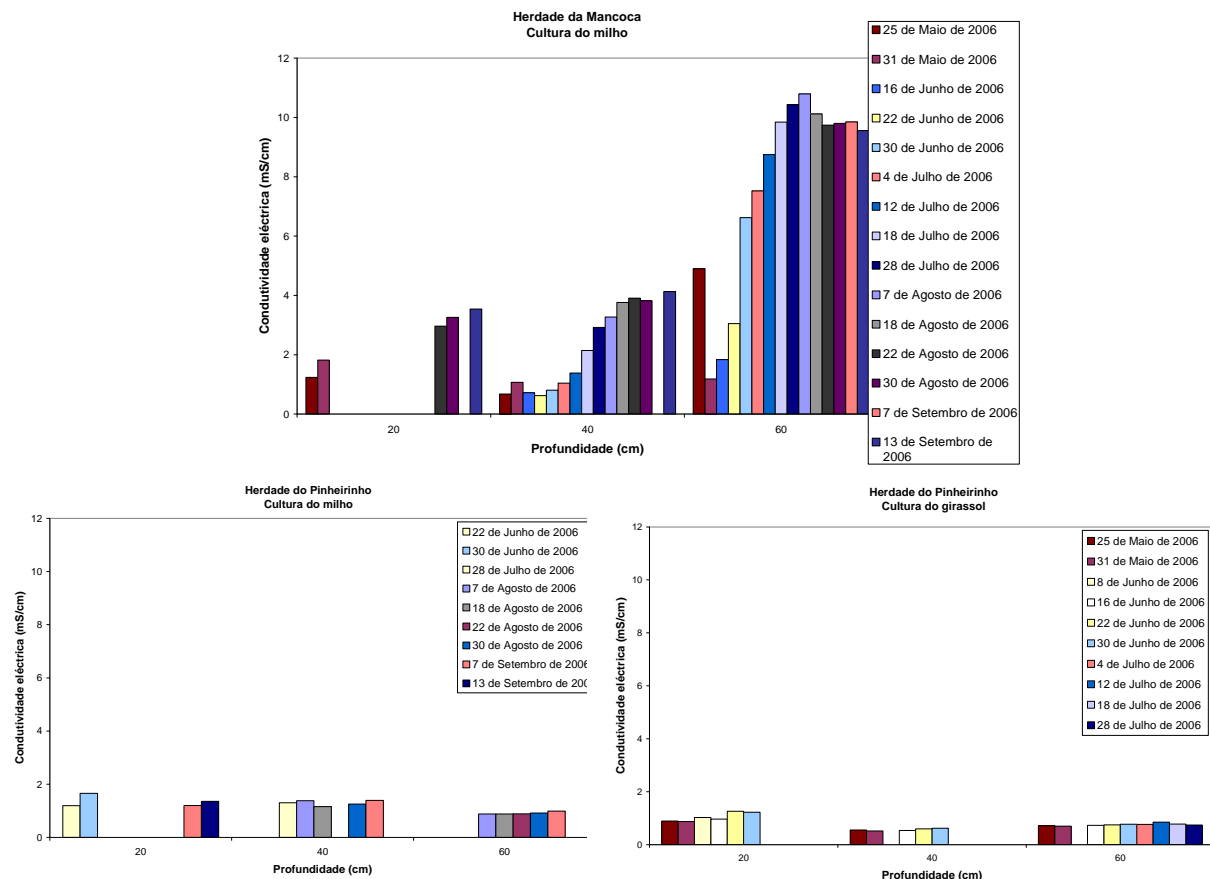 Herdade da Mancoca
Cultura do milho
12
10
8
6
4
2
0
Condutividade eléctrica (mS/cm)
20
40
60
Profundidade (cm)
25 de Maio de 2006
31 de Maio de 2006
16 de Junho de 2006
22 de Junho de 2006
30 de Junho de 2006
4 de Julho de 2006
12 de Julho de 2006
18 de Julho de 2006
28 de Julho de 2006
7 de Agosto de 2006
18 de Agosto de 2006
22 de Agosto de 2006
30 de Agosto de 2006
7 de Setembro de 2006
13 de Setembro de
2006
Herdade do Pinheirinho
Cultura do milho
12
10
8
6
4
2
0
Condutividade eléctrica (mS/cm)
20
40
60
Profundidade (cm)
22 de Junho de 2006
30 de Junho de 2006
28 de Julho de 2006
7 de Agosto de 2006
18 de Agosto de 2006
22 de Agosto de 2006
30 de Agosto de 2006
7 de Setembro de 2006
13 de Setembro de 200
Herdade do Pinheirinho
Cultura do girassol
12
10
8
6
4
2
0
Condutividade eléctrica (mS/cm)
20
40
60
Profundidade (cm)
25 de Maio de 2006
31 de Maio de 2006
8 de Junho de 2006
16 de Junho de 2006
22 de Junho de 2006
30 de Junho de 2006
4 de Julho de 2006
12 de Julho de 2006
18 de Julho de 2006
28 de Julho de 2006